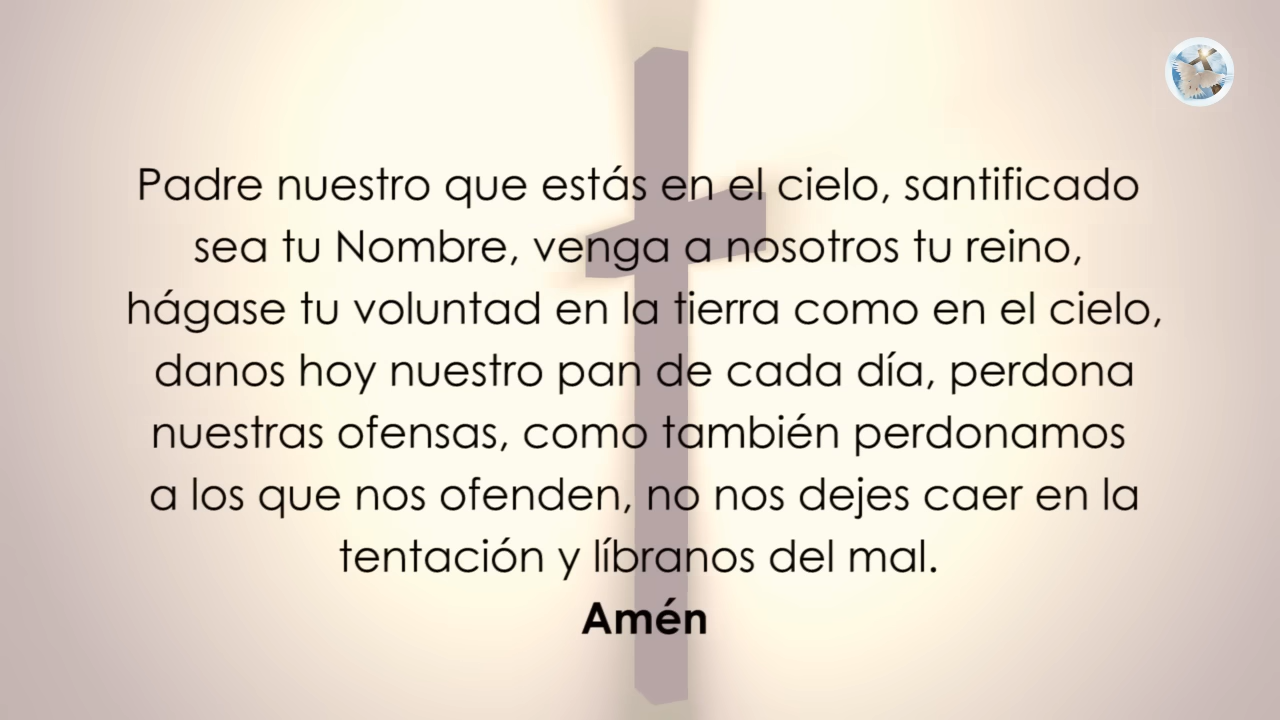 Padre nuestro que estás en el cielo, santificado
sea tu Nombre, venga a nosotros tu reino,
hágase tu voluntad en la tierra como en el cielo,
danos hoy nuestro pan de cada día, perdona
nuestras ofensas, como también perdonamos
a los que nos ofenden, no nos dejes caer en la
tentación y líbranos del mal.
Amén